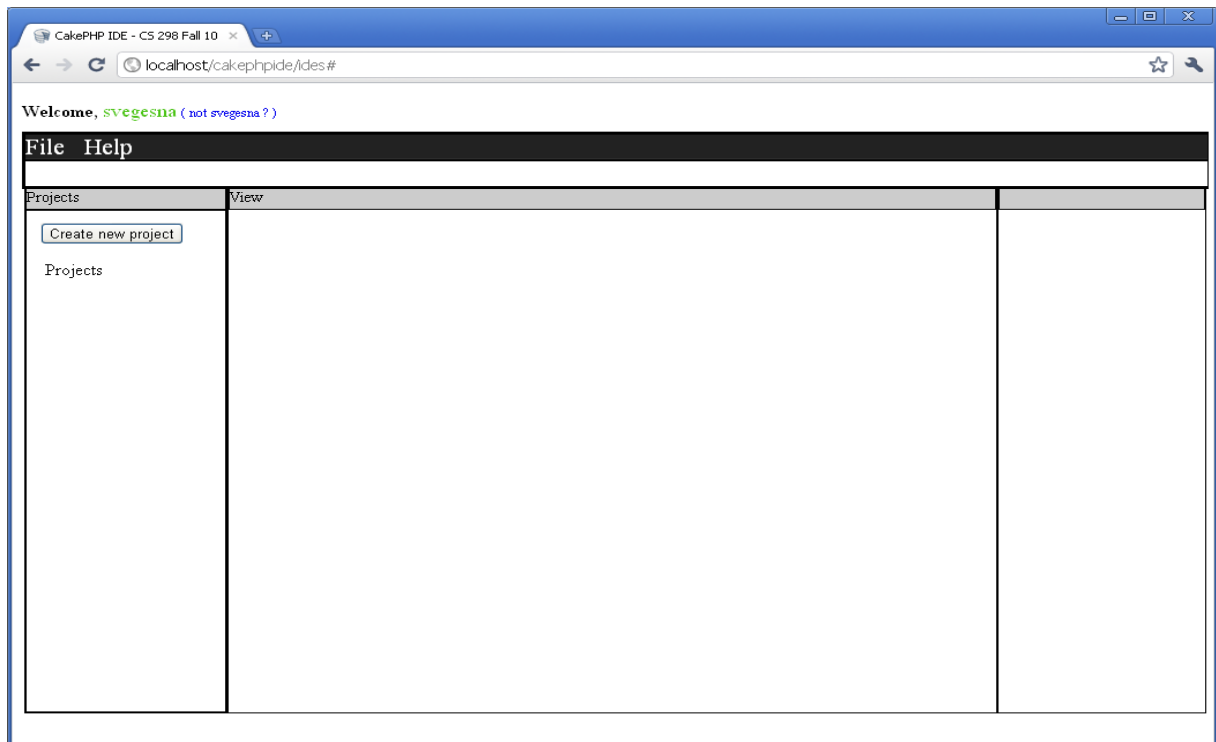 CakePHP IDE - CS 298 Fall 10
localhost/cakephpide/ides#
Welcome, svegesna ( not svegesna ? )
File Help
Projects View
Create new project
Projects